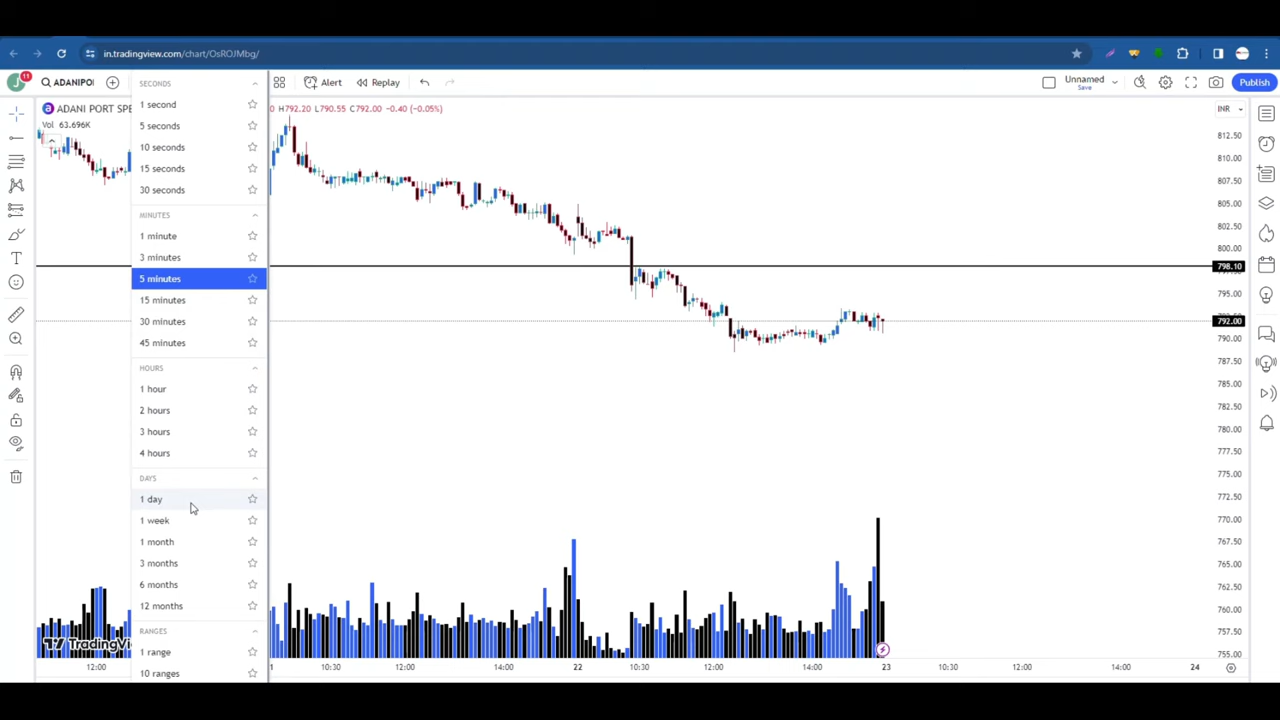 in.tradingview.com/chart/OsROJMbg/
J
11
ADANIPO
Alert
Replay
Unnamed
Save
Publish
ADANI PORT SPE
H792.20 L790.55 C792.00 -0.40 (-0.05%)
Vol 63.696K
INR
SECONDS
1 second
5 seconds
10 seconds
15 seconds
30 seconds
MINUTES
1 minute
3 minutes
5 minutes
15 minutes
30 minutes
45 minutes
HOURS
1 hour
2 hours
3 hours
4 hours
DAYS
1 day
1 week
1 month
3 months
6 months
12 months
RANGES
1 range
10 ranges
812.50
810.00
807.50
805.00
802.50
800.00
798.10
795.00
792.00
790.00
787.50
785.00
782.50
780.00
777.50
775.00
772.50
770.00
767.50
765.00
762.50
760.00
757.50
755.00
TradingVi
12:00
10:30
12:00
14:00
22
10:30
12:00
14:00
23
10:30
12:00
14:00
24